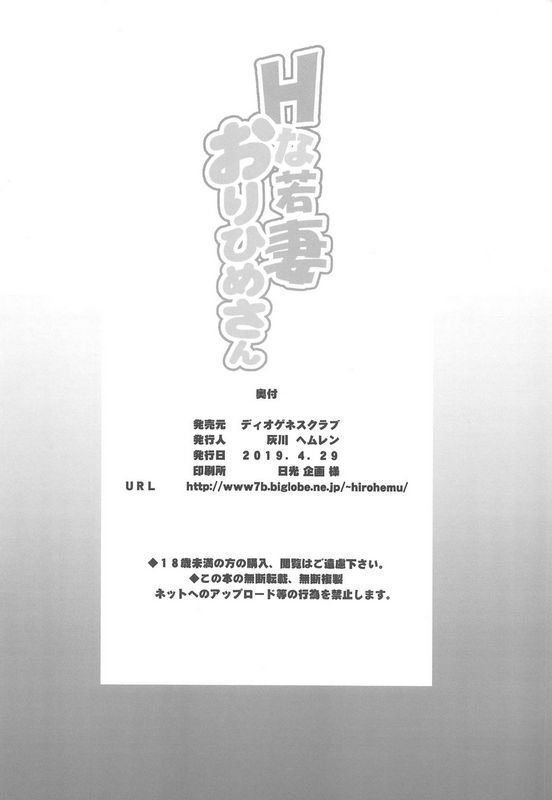 Hな若妻
おりひめさん
奥付
発売元 ディオゲネスクラブ
発行人 灰川 ヘムレン
発行日 2019.4.29
印刷所 日光 企画 様
URL http://www7b.biglobe.ne.jp/~hirohemu/
◆18歳未満の方の購入、閲覧はご遠慮下さい。
◆この本の無断転載、無断複製
ネットへのアップロード等の行為を禁止します。